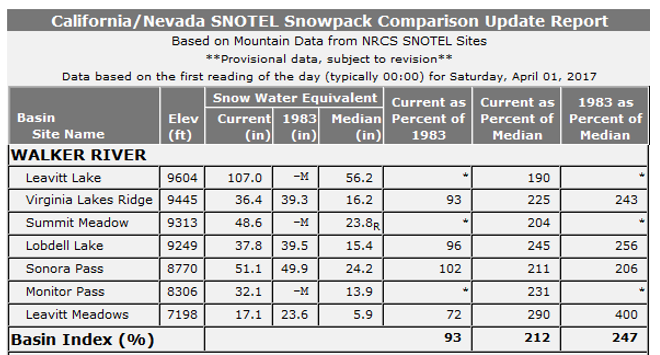 California/Nevada SNOTEL Snowpack Comparison Update Report
Based on Mountain Data from NRCS SNOTEL Sites
**Provisional data, subject to revision**
Data based on the first reading of the day (typically 00:00) for Saturday, April 01, 2017
Basin Site Name | Elev (ft) | Snow Water Equivalent: Current (in) | 1983 (in) | Median (in) | Current as Percent of 1983 | Current as Percent of Median | 1983 as Percent of Median
WALKER RIVER
Leavitt Lake 9604 107.0 -M 56.2 * 190 *
Virginia Lakes Ridge 9445 36.4 39.3 16.2 93 225 243
Summit Meadow 9313 48.6 -M 23.8R * 204 *
Lobdell Lake 9249 37.8 39.5 15.4 96 245 256
Sonora Pass 8770 51.1 49.9 24.2 102 211 206
Monitor Pass 8306 32.1 -M 13.9 * 231 *
Leavitt Meadows 7198 17.1 23.6 5.9 72 290 400
Basin Index (%) 93 212 247